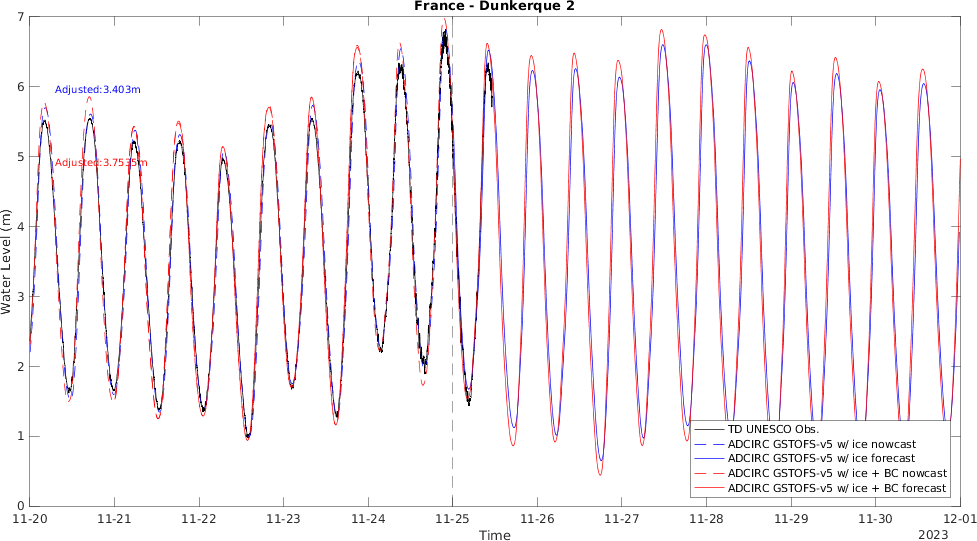 France - Dunkerque 2
7
6
5
4
3
2
1
0
Water Level (m)
Adjusted:3.403m
Adjusted:3.7535m
TD UNESCO Obs.
ADCIRC GSTOFS-v5 w/ ice nowcast
ADCIRC GSTOFS-v5 w/ ice forecast
ADCIRC GSTOFS-v5 w/ ice + BC nowcast
ADCIRC GSTOFS-v5 w/ ice + BC forecast
11-20 11-21 11-22 11-23 11-24 11-25 11-26 11-27 11-28 11-29 11-30 12-01
Time
2023